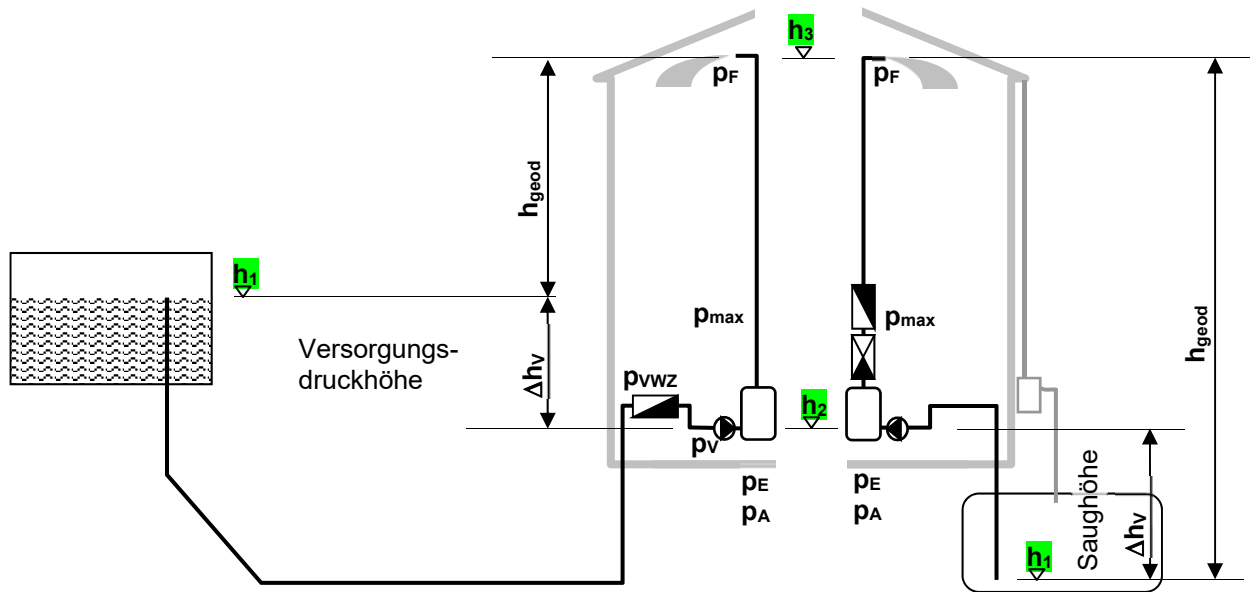 h3
pF
pF
hgeod
h1
Versorgungs-
druckhöhe
ΔhV
pmax
pmax
hgeod
pVWZ
h2
pV
pE
pA
pE
pA
Saughöhe
ΔhV
h1